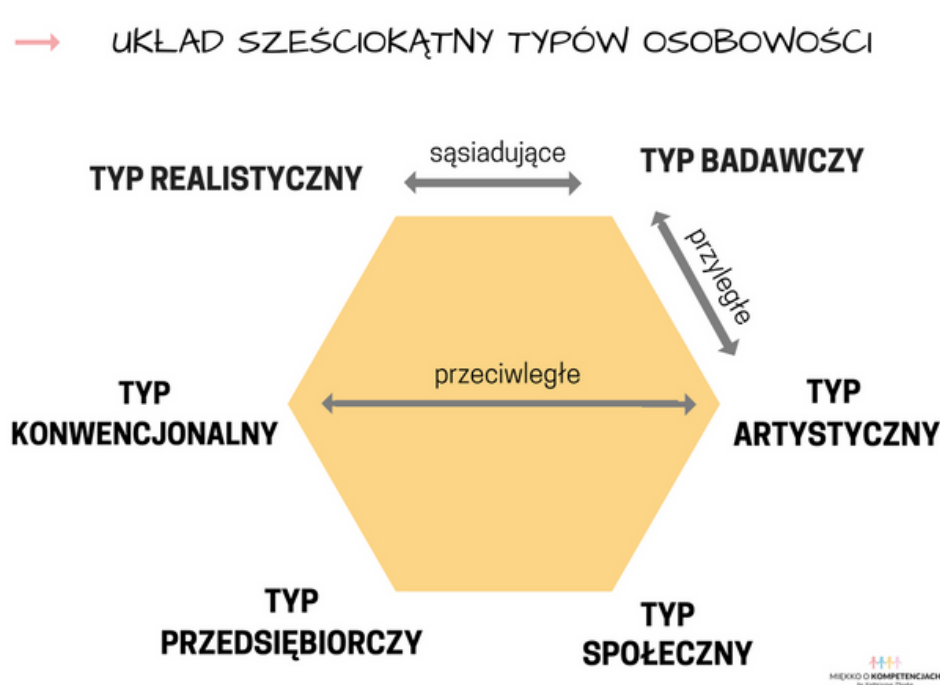 UKŁAD SZEŚCIOKĄTNY TYPÓW OSOBOWOŚCI
sąsiadujące
TYP REALISTYCZNY
TYP BADAWCZY
przyległe
przeciwległe
TYP
KONWENCJONALNY
TYP
ARTYSTYCZNY
TYP
PRZEDSIĘBIORCZY
TYP
SPOŁECZNY
MIĘKKO O KOMPETENCJACH